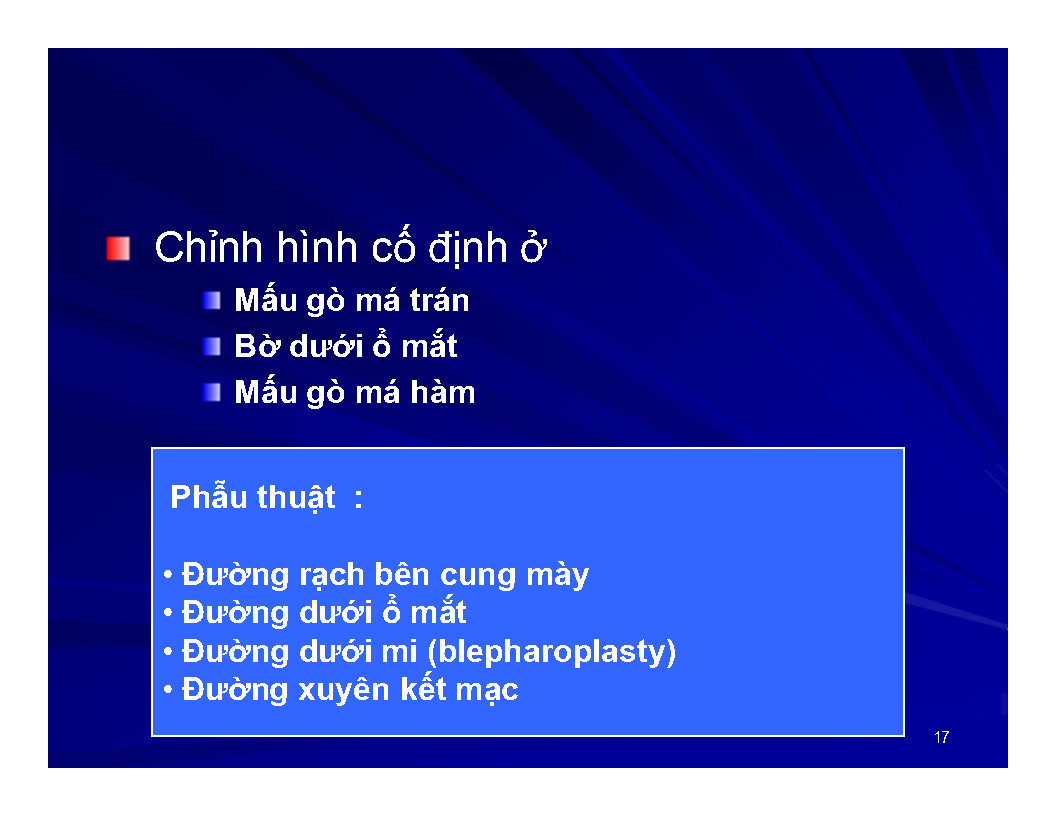 Chỉnh hình cố định ở
Mấu gò má trán
Bờ dưới ổ mắt
Mấu gò má hàm
Phẫu thuật :
• Đường rạch bên cung mày
• Đường dưới ổ mắt
• Đường dưới mi (blepharoplasty)
• Đường xuyên kết mạc
17